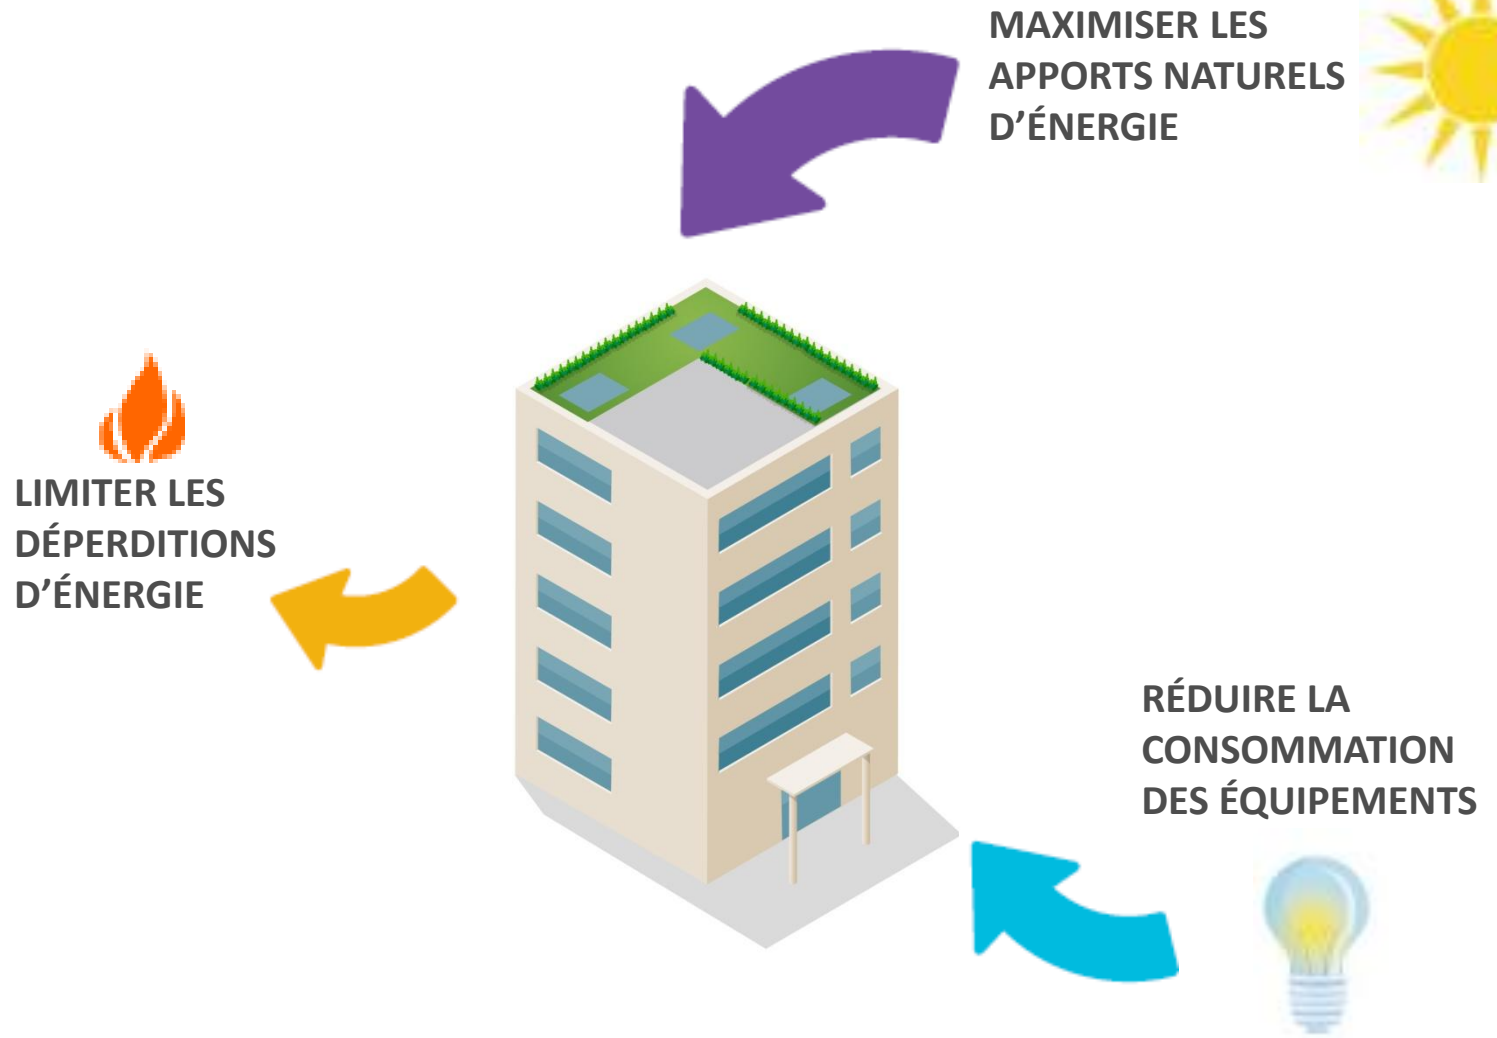 MAXIMISER LES
APPORTS NATURELS
D’ÉNERGIE
LIMITER LES
DÉPERDITIONS
D’ÉNERGIE
RÉDUIRE LA
CONSOMMATION
DES ÉQUIPEMENTS